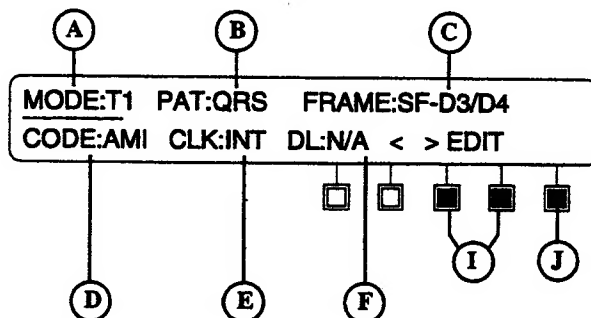 A B C
MODE:T1 PAT:QRS FRAME:SF-D3/D4
CODE:AMI CLK:INT DL:N/A < > EDIT
I J
D E F